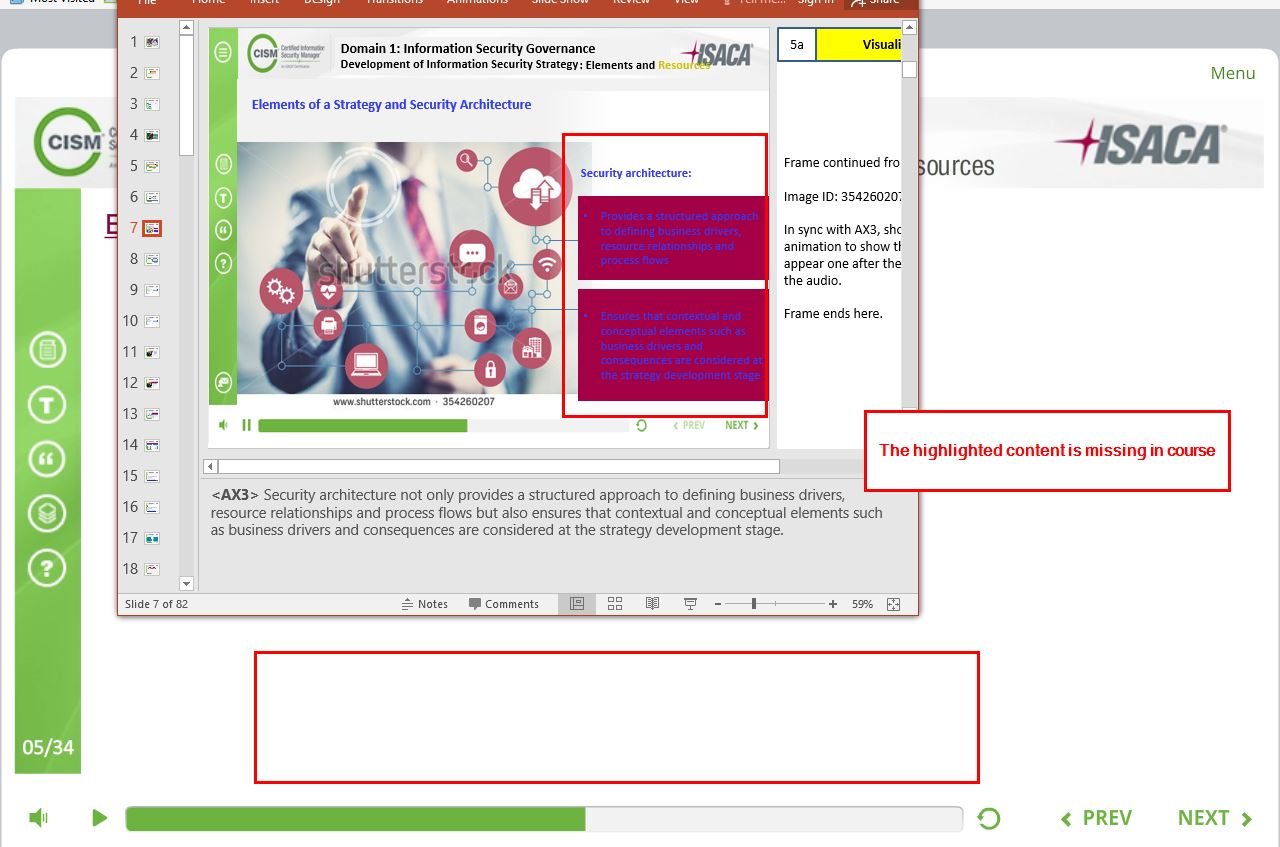 Most Visited
File Home Insert Design Transitions Animations Slide Show Review View Tell me... Sign in Share
Menu
CISM
ISACA
sources
E
05/34
PREV NEXT
1
2
3
4
5
6
7
8
9
10
11
12
13
14
15
16
17
18
CISM Certified Information
Security Manager
Domain 1: Information Security Governance
Development of Information Security Strategy: Elements and Resources
ISACA
Elements of a Strategy and Security Architecture
Security architecture:
• Provides a structured approach
to defining business drivers,
resource relationships and
process flows
• Ensures that contextual and
conceptual elements such as
business drivers and
consequences are considered at
the strategy development stage
shutterstock
www.shutterstock.com · 354260207
PREV NEXT
5a Visuali
Frame continued fro
Image ID: 354260207
In sync with AX3, sho
animation to show th
appear one after the
the audio.
Frame ends here.
The highlighted content is missing in course
<AX3> Security architecture not only provides a structured approach to defining business drivers,
resource relationships and process flows but also ensures that contextual and conceptual elements such
as business drivers and consequences are considered at the strategy development stage.
Slide 7 of 82 Notes Comments 59%